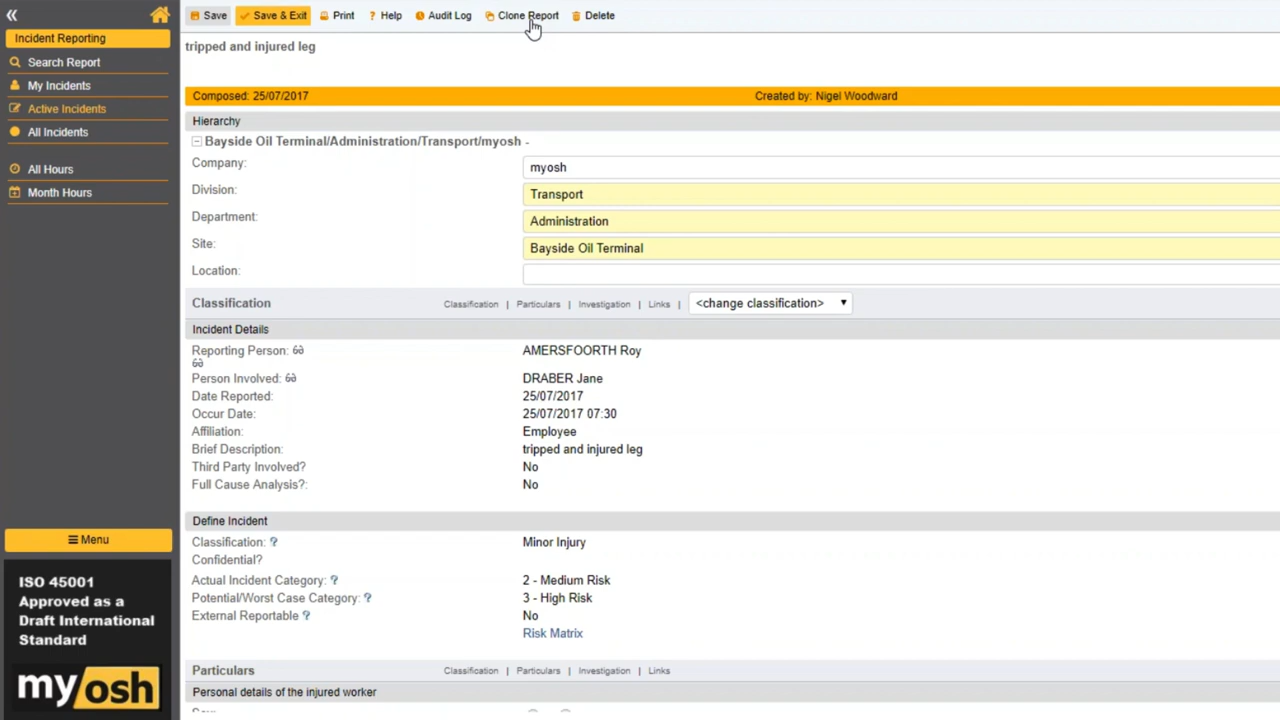 Save Save & Exit Print ? Help Audit Log Clone Report Delete
Incident Reporting
Search Report
My Incidents
Active Incidents
All Incidents
All Hours
Month Hours
Menu
ISO 45001
Approved as a
Draft International
Standard
myosh
tripped and injured leg
Composed: 25/07/2017 Created by: Nigel Woodward
Hierarchy
Bayside Oil Terminal/Administration/Transport/myosh -
Company: myosh
Division: Transport
Department: Administration
Site: Bayside Oil Terminal
Location:
Classification Classification | Particulars | Investigation | Links | <change classification>
Incident Details
Reporting Person: AMERSFOORTH Roy
Person Involved: DRABER Jane
Date Reported: 25/07/2017
Occur Date: 25/07/2017 07:30
Affiliation: Employee
Brief Description: tripped and injured leg
Third Party Involved? No
Full Cause Analysis?: No
Define Incident
Classification: ? Minor Injury
Confidential?
Actual Incident Category: ? 2 - Medium Risk
Potential/Worst Case Category: ? 3 - High Risk
External Reportable ? No
Risk Matrix
Particulars Classification | Particulars | Investigation | Links
Personal details of the injured worker